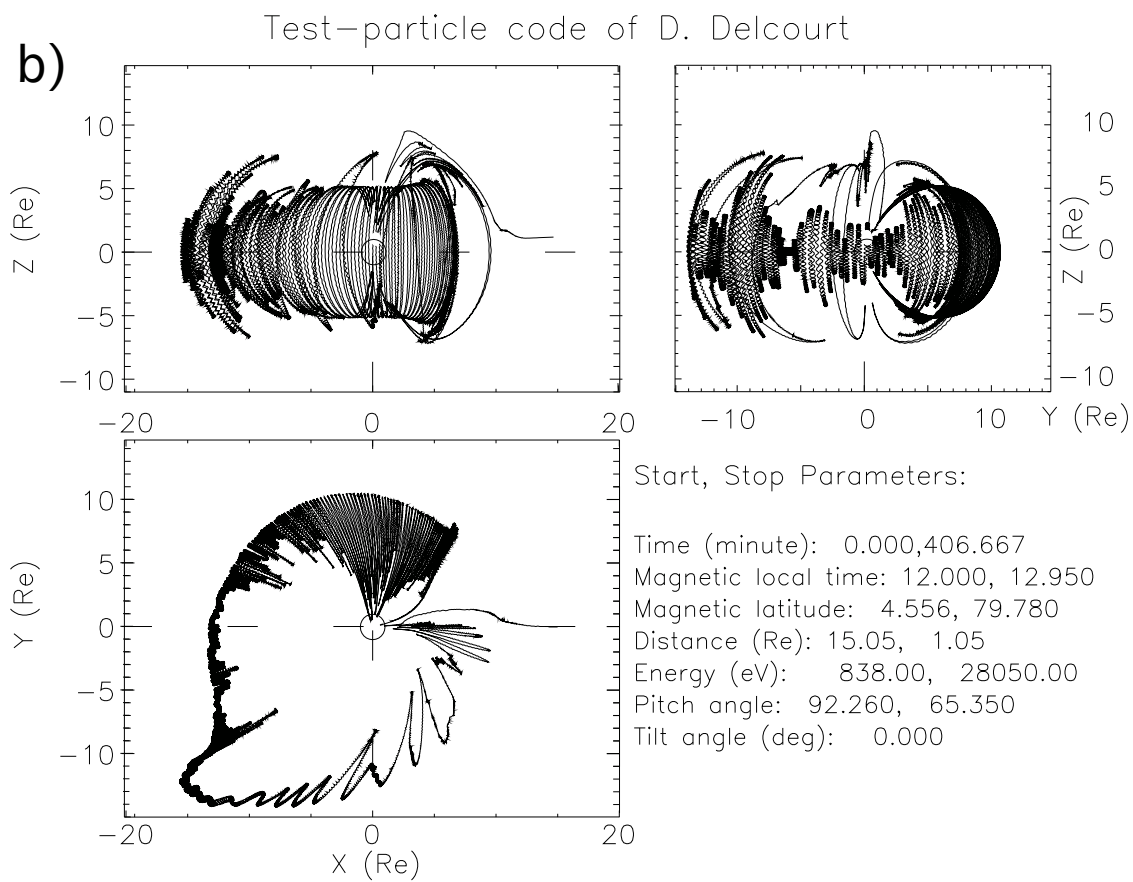 Test-particle code of D. Delcourt
b)
10
5
0
-5
-10
Z (Re)
-20
0
20
10
5
0
-5
-10
Z (Re)
-10
0
10
Y (Re)
10
5
0
-5
-10
Y (Re)
-20
0
20
X (Re)
Start, Stop Parameters:
Time (minute): 0.000,406.667
Magnetic local time: 12.000, 12.950
Magnetic latitude: 4.556, 79.780
Distance (Re): 15.05, 1.05
Energy (eV): 838.00, 28050.00
Pitch angle: 92.260, 65.350
Tilt angle (deg): 0.000